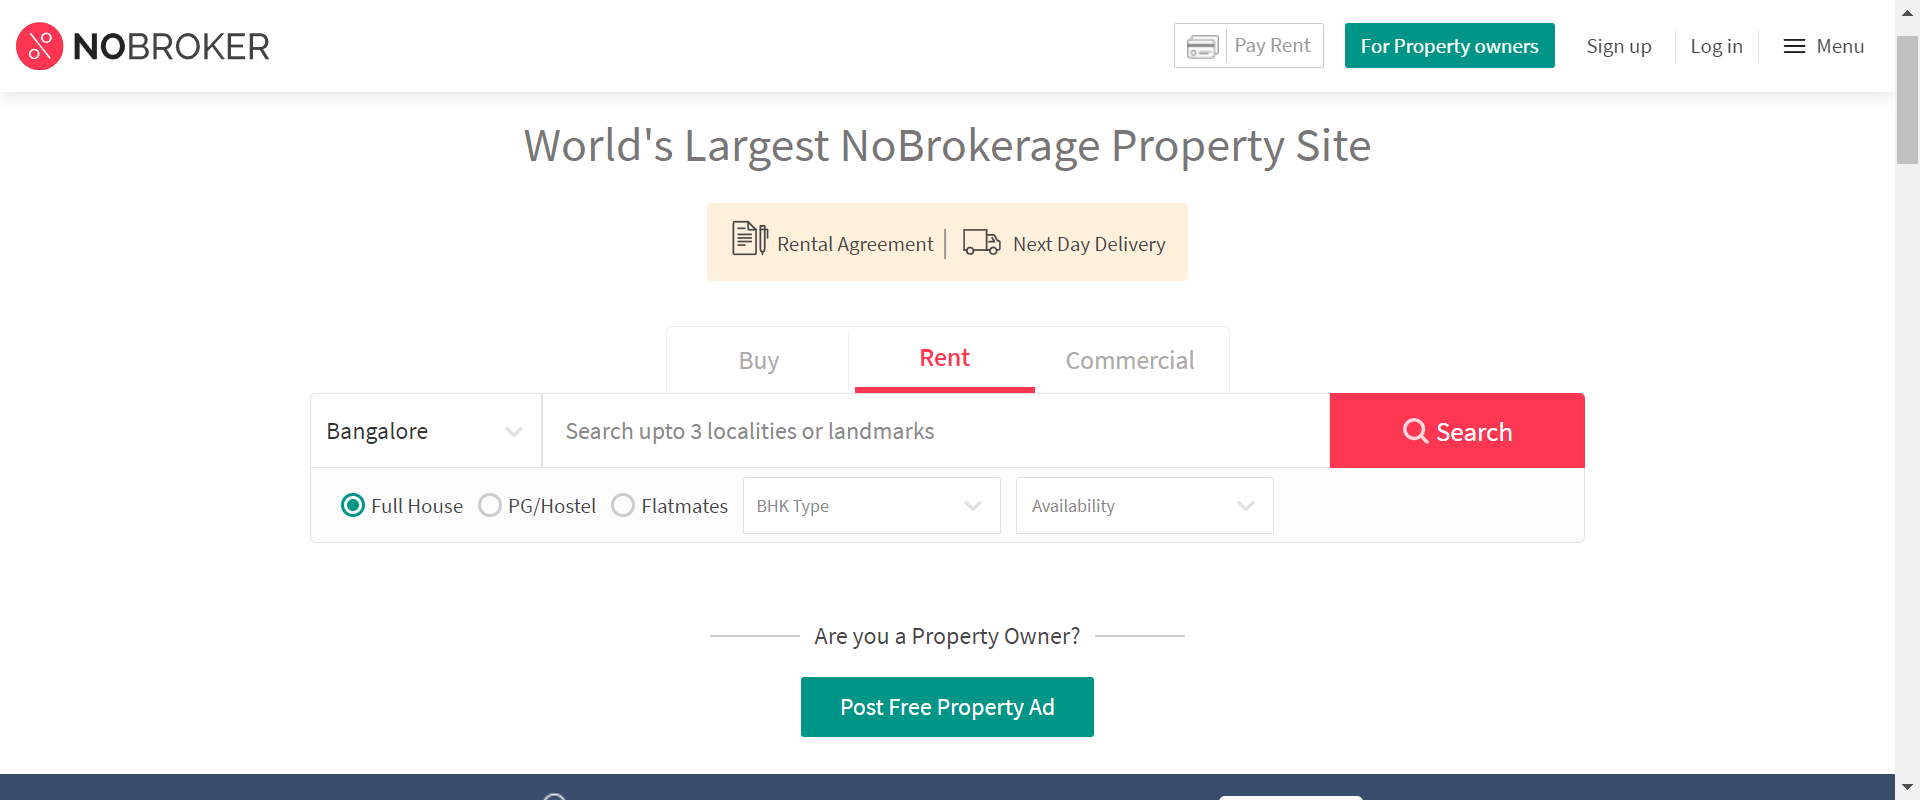 NOBROKER
Pay Rent
For Property owners
Sign up
Log in
Menu
World's Largest NoBrokerage Property Site
Rental Agreement
Next Day Delivery
Buy
Rent
Commercial
Bangalore
Search upto 3 localities or landmarks
Search
Full House
PG/Hostel
Flatmates
BHK Type
Availability
Are you a Property Owner?
Post Free Property Ad